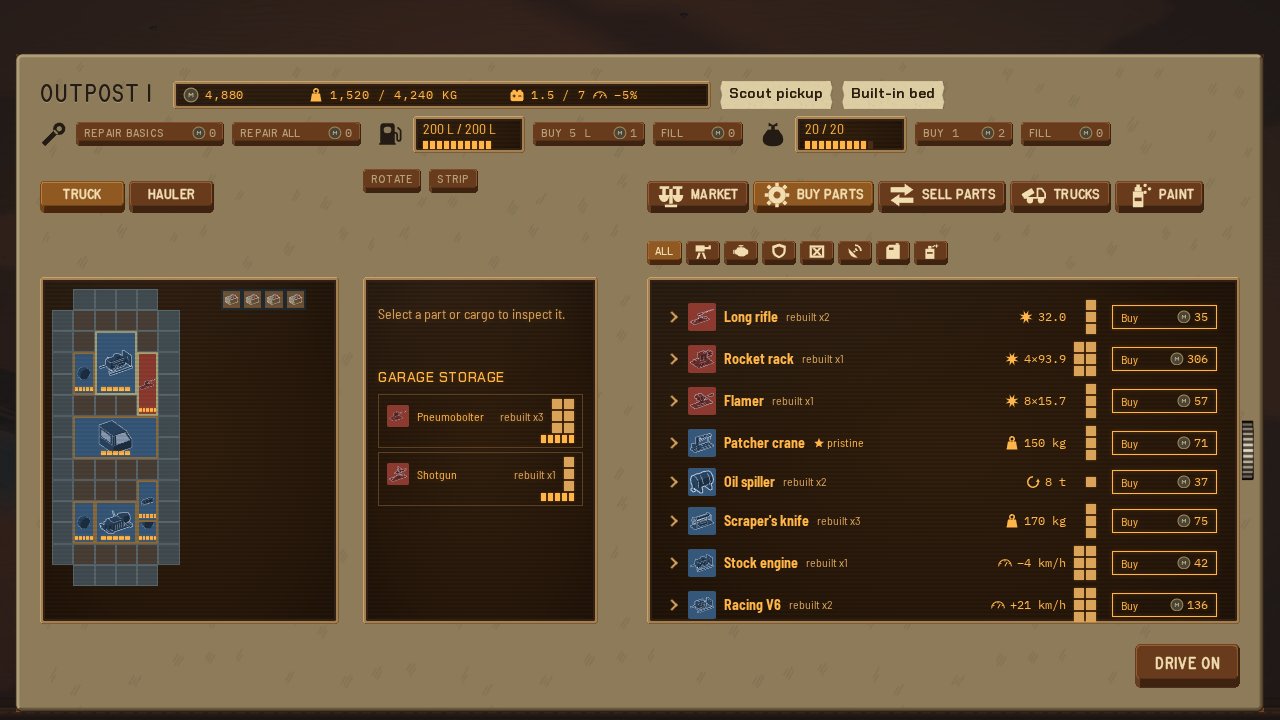 OUTPOST 1
4,880
1,520 / 4,240 KG
1.5 / 7
−5%
Scout pickup
Built-in bed
REPAIR BASICS 0
REPAIR ALL 0
200 L / 200 L
BUY 5 L 1
FILL 0
20 / 20
BUY 1 2
FILL 0
TRUCK
HAULER
ROTATE
STRIP
MARKET
BUY PARTS
SELL PARTS
TRUCKS
PAINT
ALL
Select a part or cargo to inspect it.
GARAGE STORAGE
Pneumobolter rebuilt x3
Shotgun rebuilt x1
Long rifle rebuilt x2 32.0 Buy 35
Rocket rack rebuilt x1 4×93.9 Buy 306
Flamer rebuilt x1 8×15.7 Buy 57
Patcher crane ★ pristine 150 kg Buy 71
Oil spiller rebuilt x2 8 t Buy 37
Scraper's knife rebuilt x3 170 kg Buy 75
Stock engine rebuilt x1 −4 km/h Buy 42
Racing V6 rebuilt x2 +21 km/h Buy 136
DRIVE ON